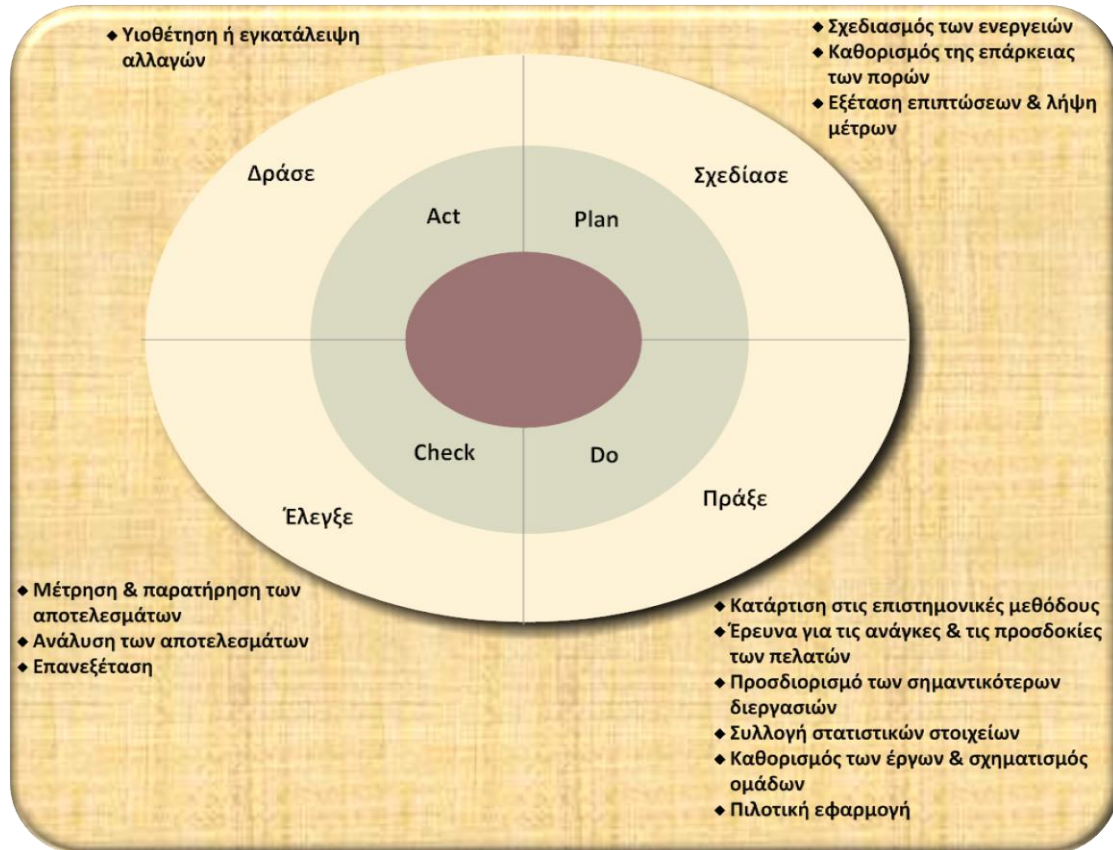 ◆ Υιοθέτηση ή εγκατάλειψη
αλλαγών
◆ Σχεδιασμός των ενεργειών
◆ Καθορισμός της επάρκειας
των πορών
◆ Εξέταση επιπτώσεων & λήψη
μέτρων
Δράσε
Σχεδίασε
Act
Plan
Check
Do
Έλεγξε
Πράξε
◆ Μέτρηση & παρατήρηση των
αποτελεσμάτων
◆ Ανάλυση των αποτελεσμάτων
◆ Επανεξέταση
◆ Κατάρτιση στις επιστημονικές μεθόδους
◆ Έρευνα για τις ανάγκες & τις προσδοκίες
των πελατών
◆ Προσδιορισμό των σημαντικότερων
διεργασιών
◆ Συλλογή στατιστικών στοιχείων
◆ Καθορισμός των έργων & σχηματισμός
ομάδων
◆ Πιλοτική εφαρμογή